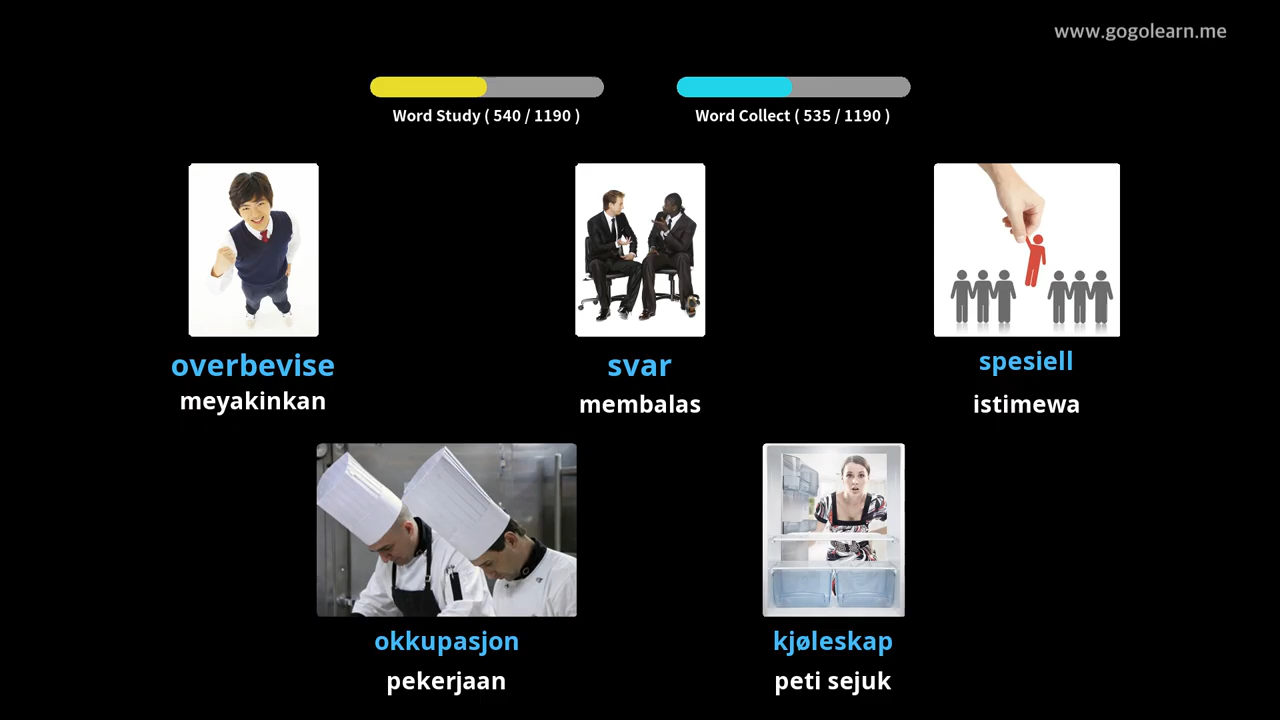 www.gogolearn.me
Word Study ( 540 / 1190 )
Word Collect ( 535 / 1190 )
overbevise
meyakinkan
svar
membalas
spesiell
istimewa
okkupasjon
pekerjaan
kjøleskap
peti sejuk